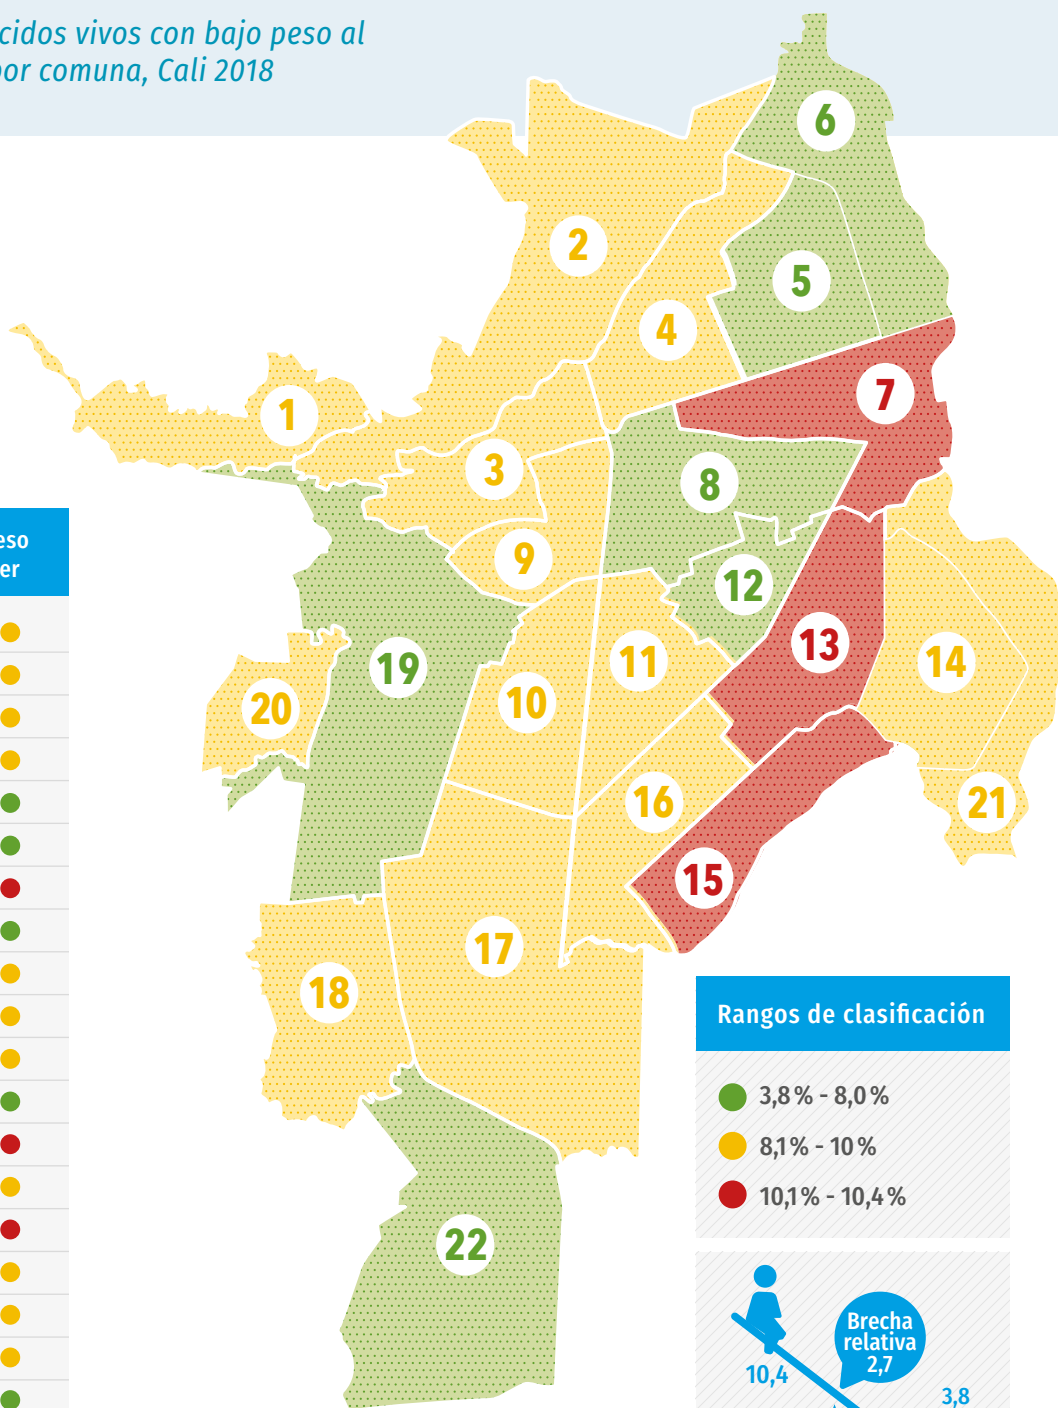 cidos vivos con bajo peso al
por comuna, Cali 2018
6
2
5
4
7
1
3
8
9
12
13
11
14
19
20
10
16
21
15
17
18
22
eso
er
Rangos de clasificación
3,8% - 8,0%
8,1% - 10%
10,1% - 10,4%
Brecha
relativa
2,7
10,4
3,8